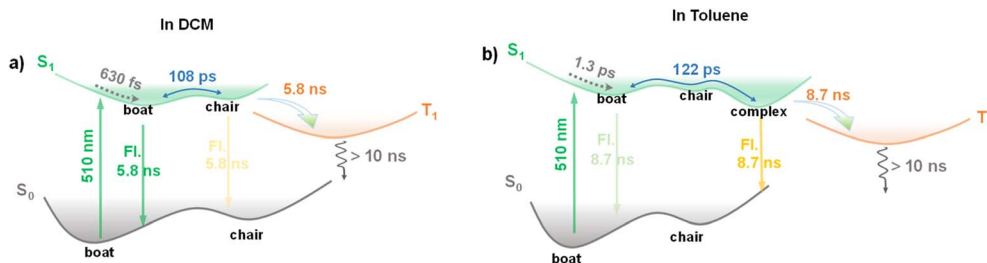 In DCM
a)
S1
630 fs
108 ps
boat
chair
5.8 ns
T1
510 nm
Fl.
5.8 ns
Fl.
5.8 ns
> 10 ns
S0
boat
chair
In Toluene
b)
S1
1.3 ps
122 ps
boat
chair
complex
8.7 ns
T
510 nm
Fl.
8.7 ns
Fl.
8.7 ns
> 10 ns
S0
chair
boat